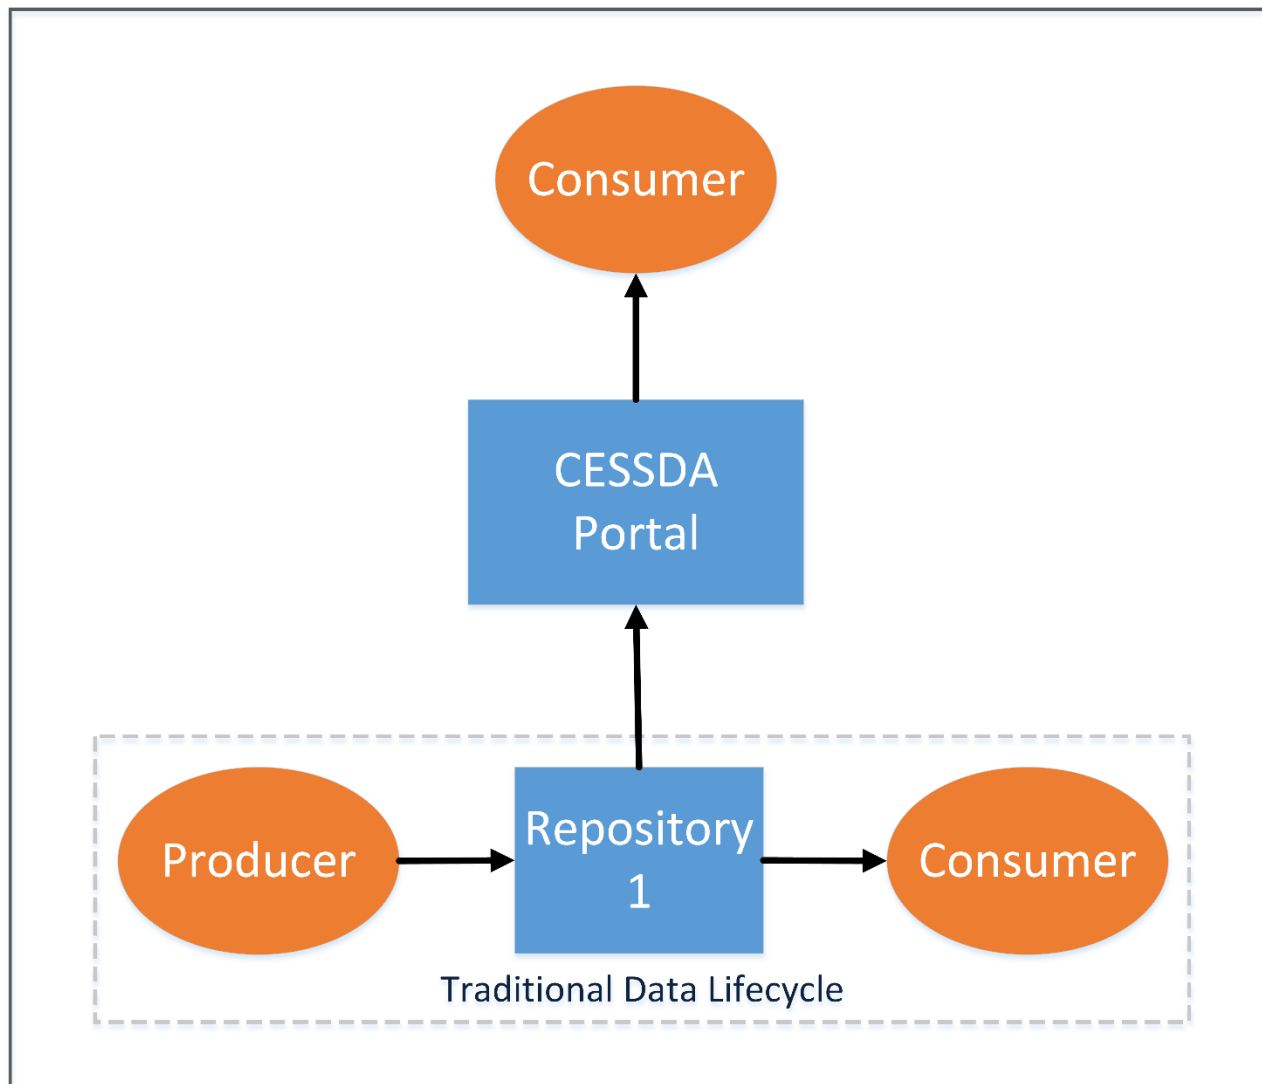 Consumer
CESSDA
Portal
Producer
Repository
1
Consumer
Traditional Data Lifecycle